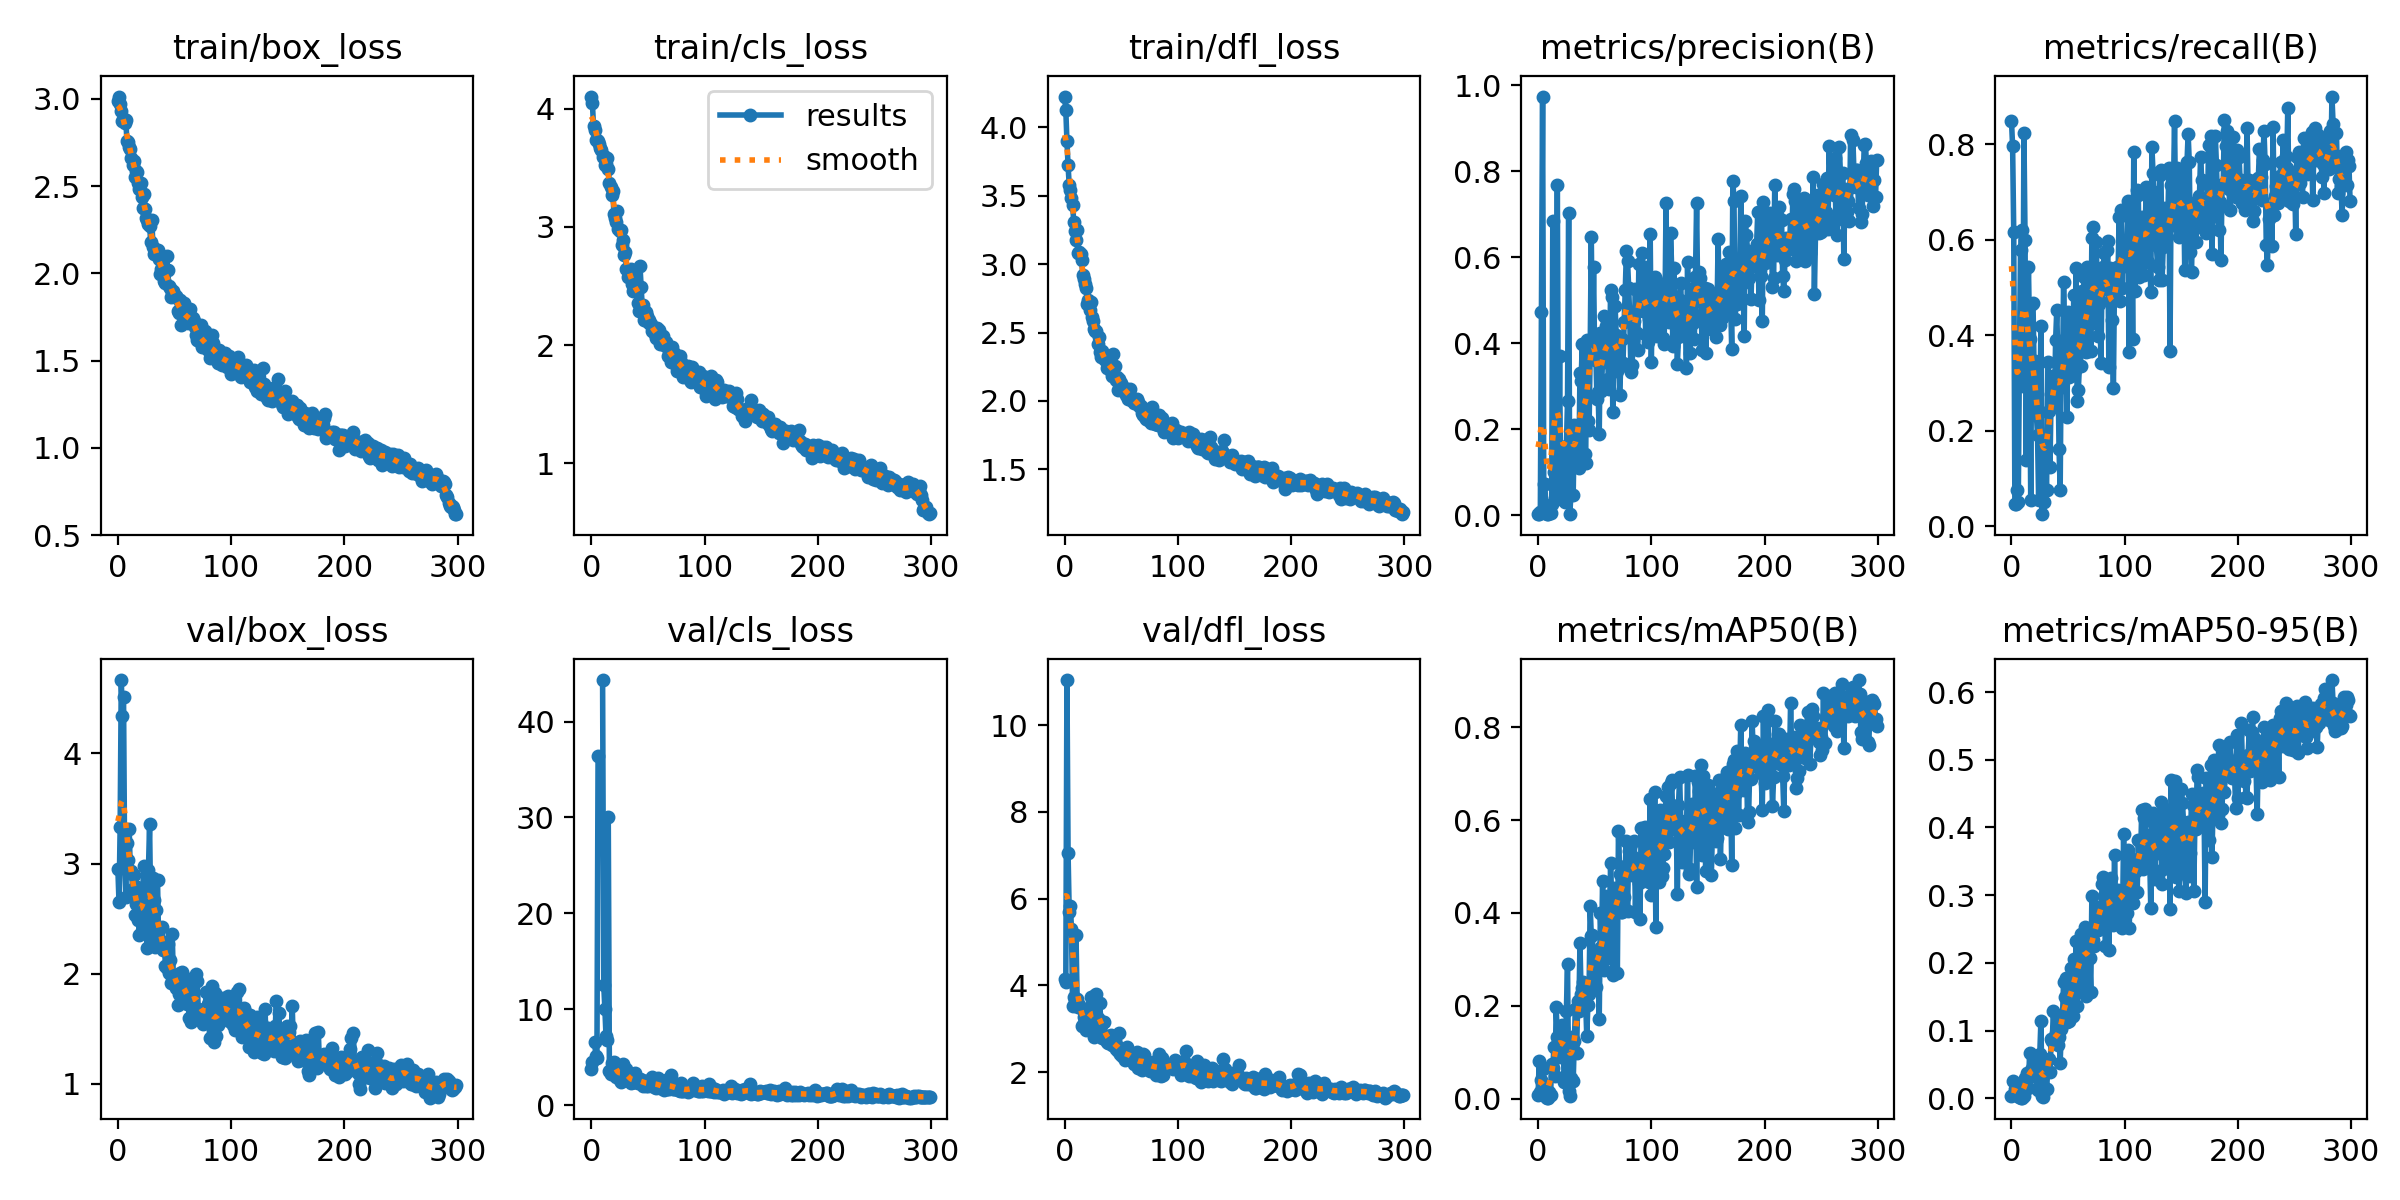 train/box_loss
3.0
2.5
2.0
1.5
1.0
0.5
0 100 200 300
train/cls_loss
results
smooth
4
3
2
1
0 100 200 300
train/dfl_loss
4.0
3.5
3.0
2.5
2.0
1.5
0 100 200 300
metrics/precision(B)
1.0
0.8
0.6
0.4
0.2
0.0
0 100 200 300
metrics/recall(B)
0.8
0.6
0.4
0.2
0.0
0 100 200 300
val/box_loss
4
3
2
1
0 100 200 300
val/cls_loss
40
30
20
10
0
0 100 200 300
val/dfl_loss
10
8
6
4
2
0 100 200 300
metrics/mAP50(B)
0.8
0.6
0.4
0.2
0.0
0 100 200 300
metrics/mAP50-95(B)
0.6
0.5
0.4
0.3
0.2
0.1
0.0
0 100 200 300